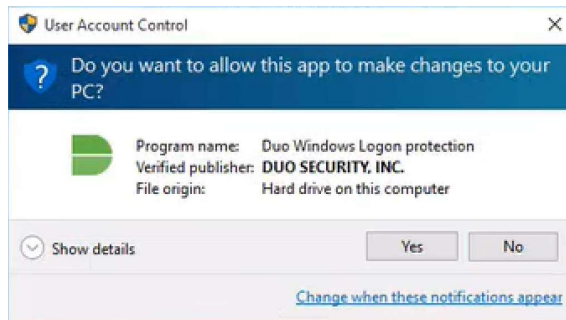 User Account Control
Do you want to allow this app to make changes to your
PC?
Program name: Duo Windows Logon protection
Verified publisher: DUO SECURITY, INC.
File origin: Hard drive on this computer
Show details
Yes
No
Change when these notifications appear